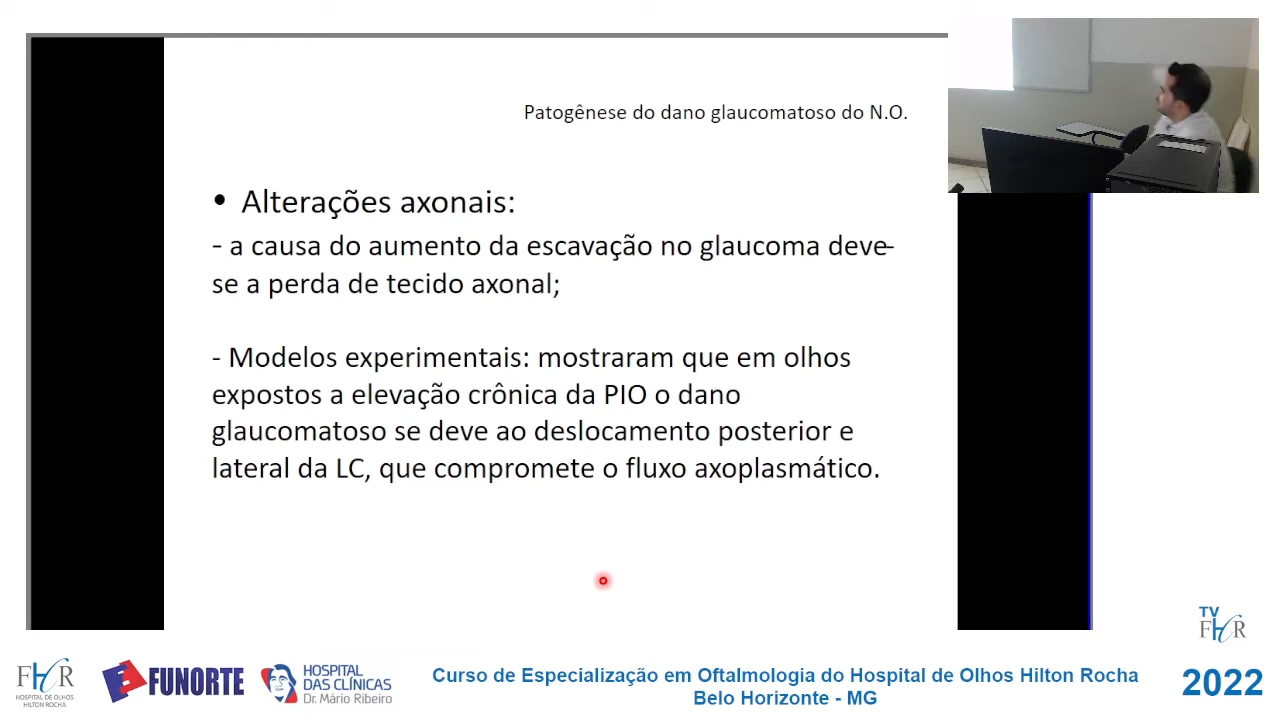 Patogênese do dano glaucomatoso do N.O.
• Alterações axonais:
- a causa do aumento da escavação no glaucoma deve-
se a perda de tecido axonal;
- Modelos experimentais: mostraram que em olhos
expostos a elevação crônica da PIO o dano
glaucomatoso se deve ao deslocamento posterior e
lateral da LC, que compromete o fluxo axoplasmático.
TV
FHR
FHR
HOSPITAL DE OLHOS
HILTON ROCHA
FUNORTE
HOSPITAL
DAS CLÍNICAS
Dr. Mário Ribeiro
Curso de Especialização em Oftalmologia do Hospital de Olhos Hilton Rocha
Belo Horizonte - MG
2022